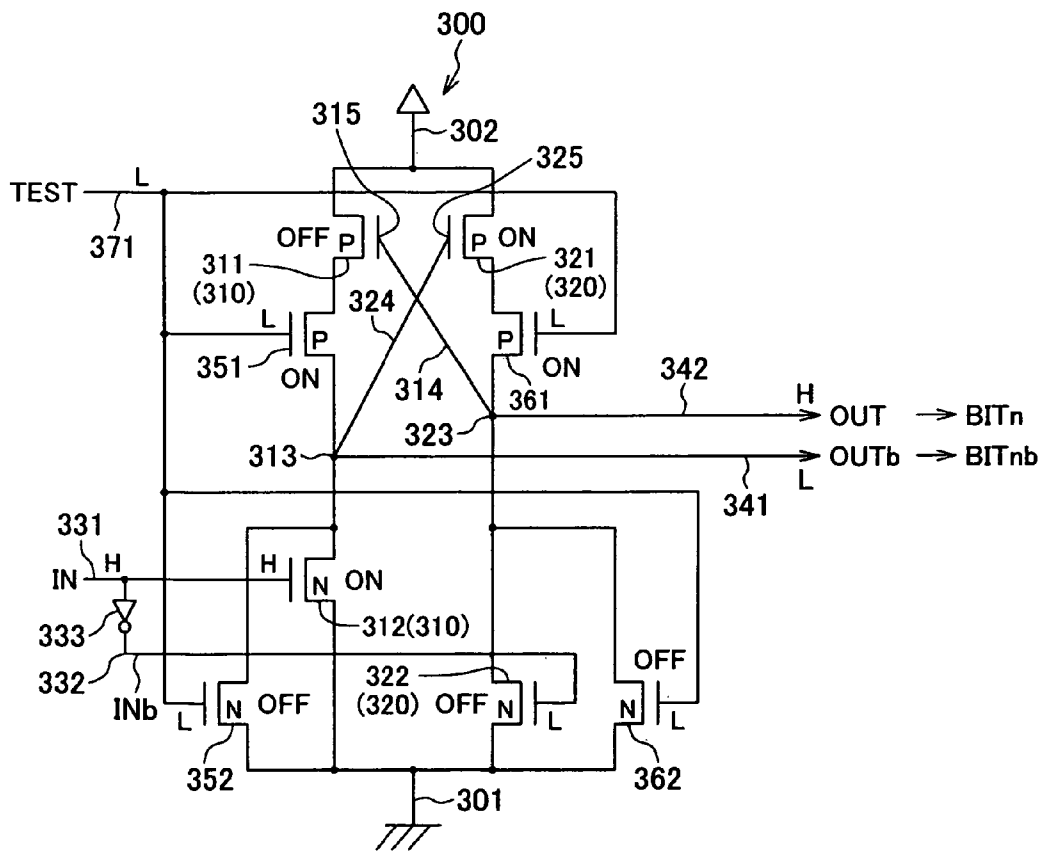 300
315
302
325
TEST
L
371
OFF
P
311
(310)
P
ON
321
(320)
324
L
P
351
ON
314
P
L
361
ON
342
323
H
OUT
BITn
313
OUTb
BITnb
L
341
331
IN
H
H
N
ON
333
312(310)
332
INb
322
(320)
OFF
L
N
OFF
OFF
N
L
N
L
352
362
301